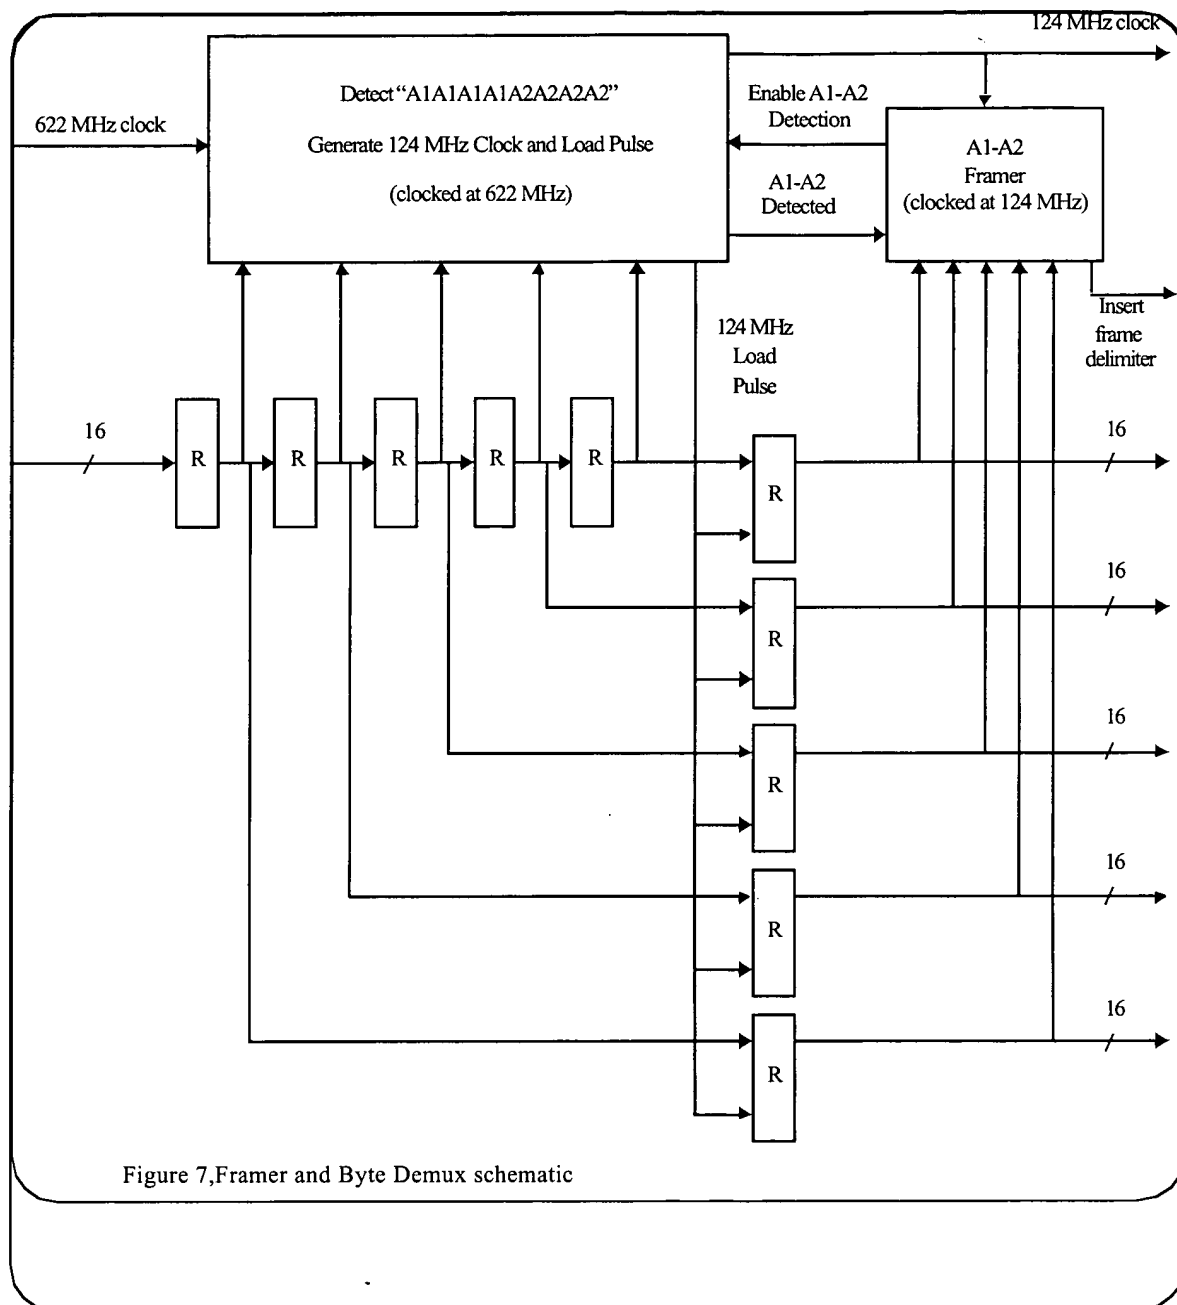 124 MHz clock
Detect “A1A1A1A1A2A2A2A2”
Generate 124 MHz Clock and Load Pulse
(clocked at 622 MHz)
622 MHz clock
Enable A1-A2
Detection
A1-A2
Detected
A1-A2
Framer
(clocked at 124 MHz)
Insert
frame
delimiter
124 MHz
Load
Pulse
16
R
R
R
R
R
R
16
R
16
R
16
R
16
R
16
Figure 7,Framer and Byte Demux schematic